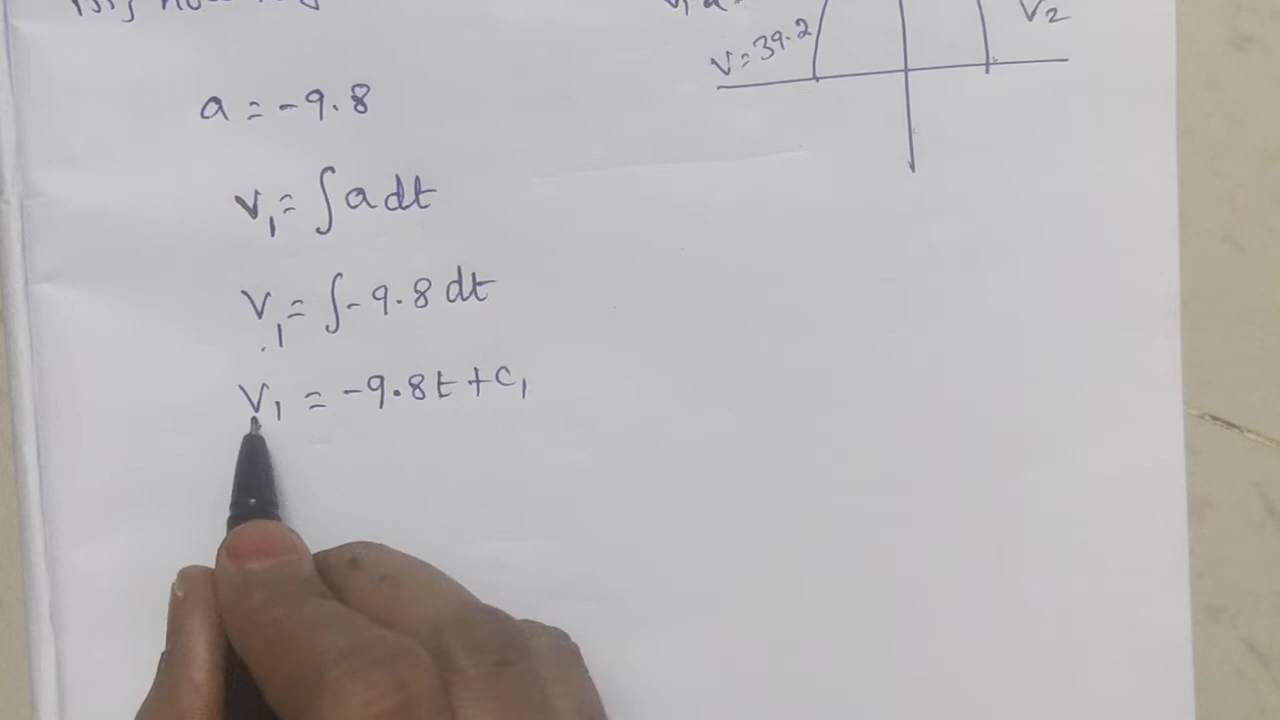 V = 39.2
V2
a = -9.8
V1 = ∫ a dt
V1 = ∫ -9.8 dt
V1 = -9.8t + C1